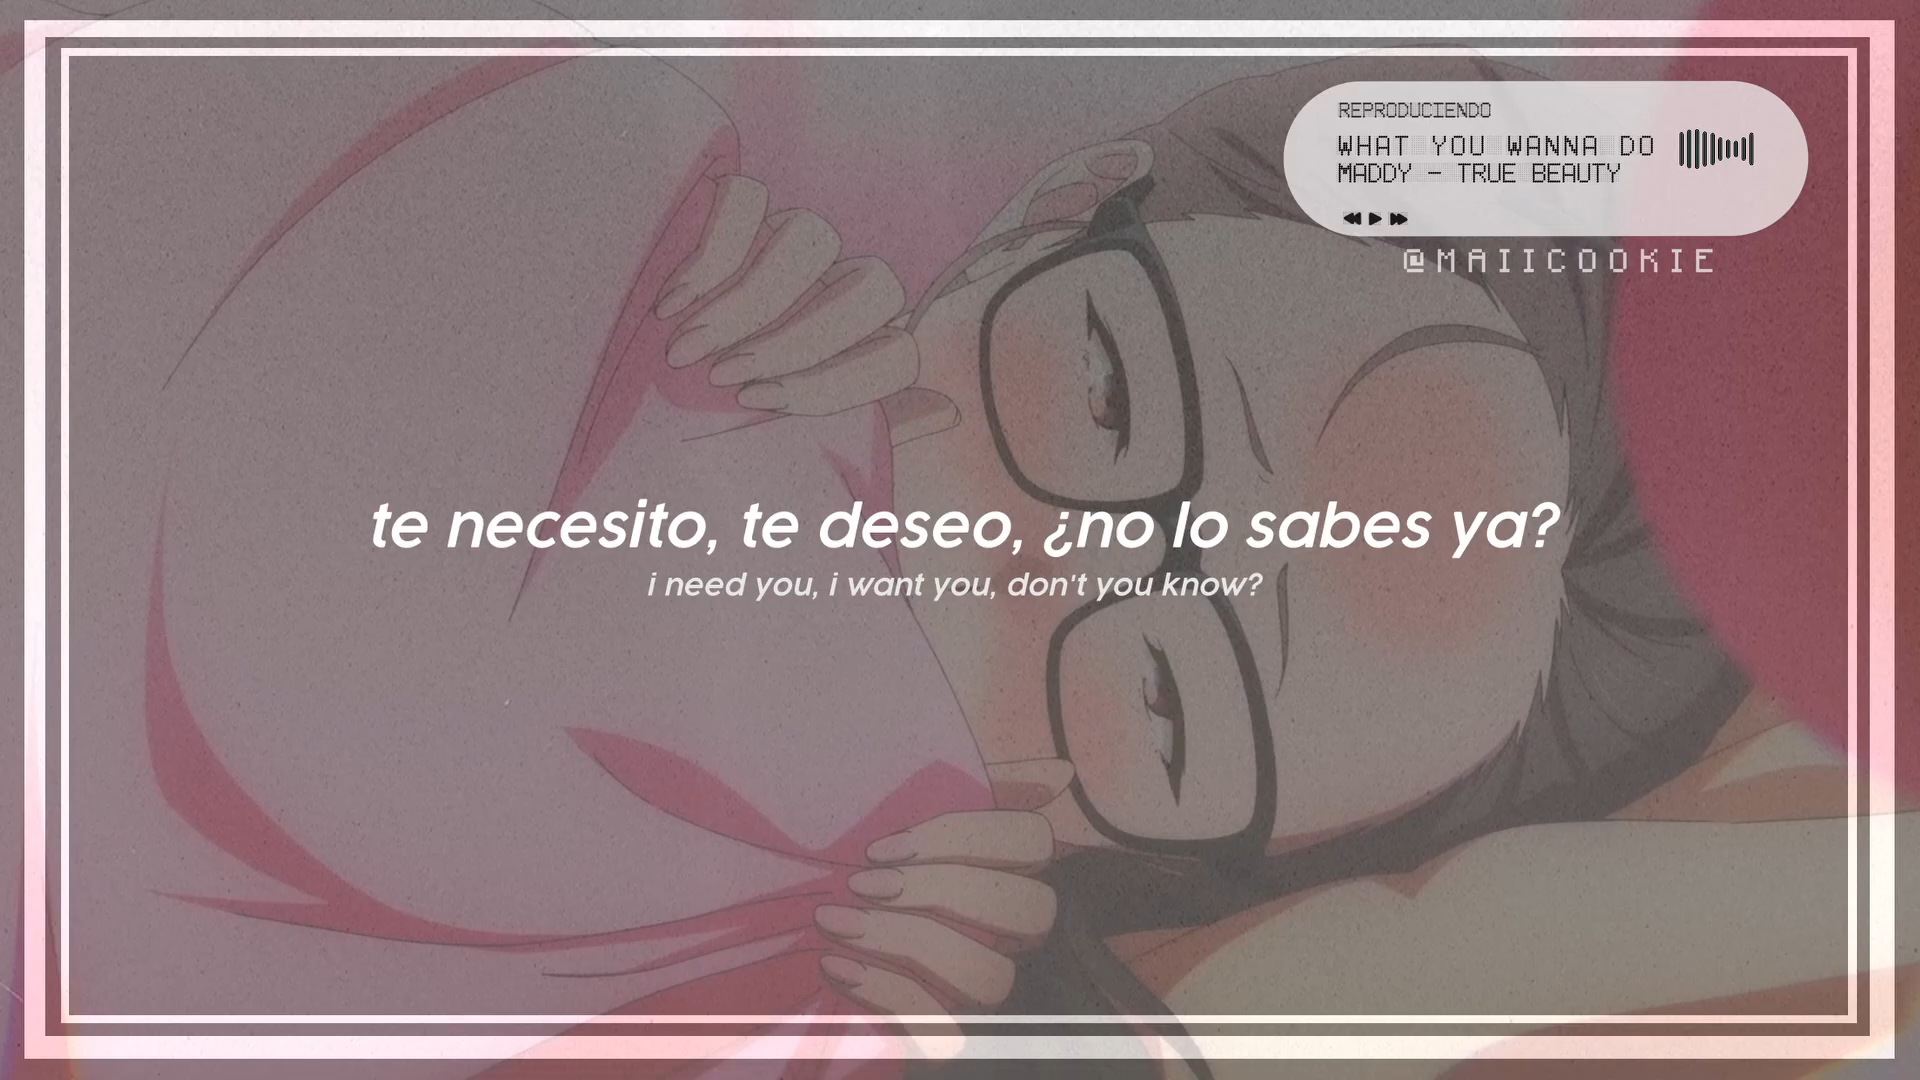 REPRODUCIENDO
WHAT YOU WANNA DO
MADDY - TRUE BEAUTY
@MAIICOOKIE
te necesito, te deseo, ¿no lo sabes ya?
i need you, i want you, don't you know?